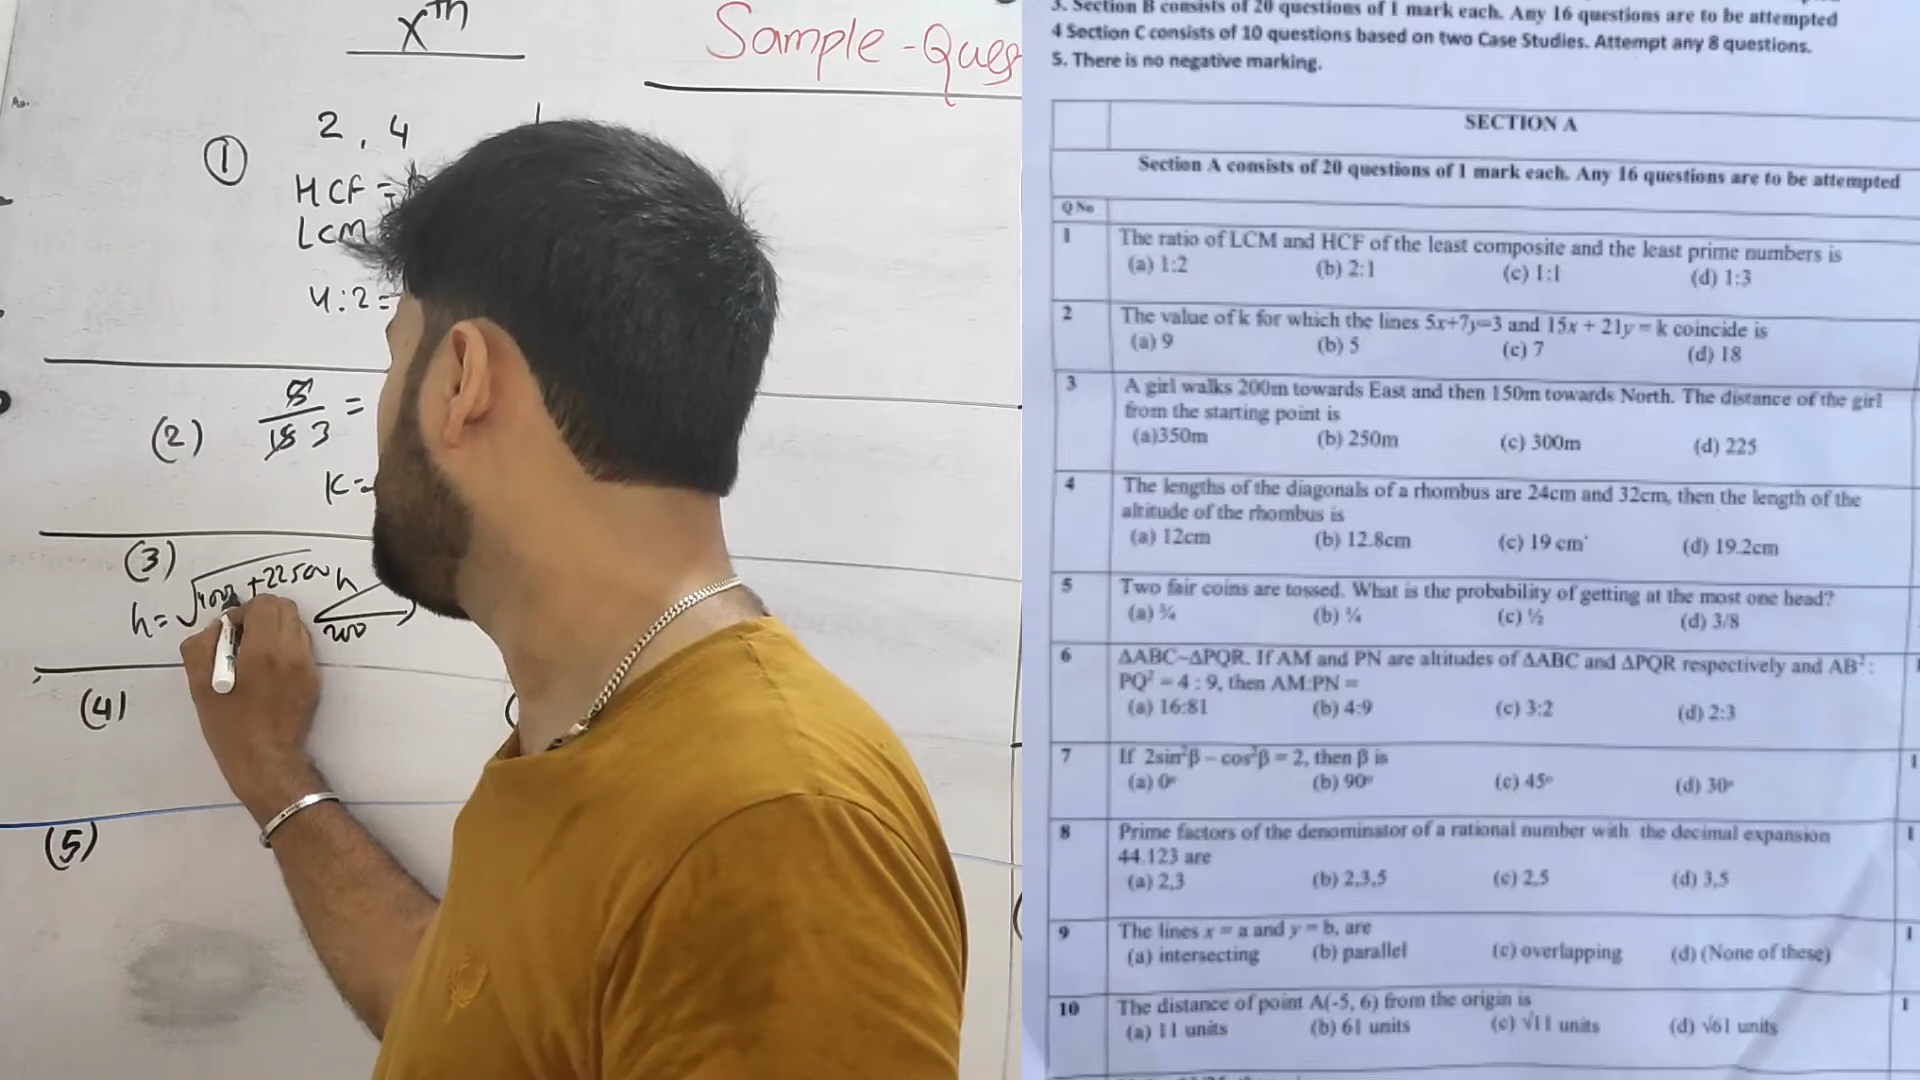 Xth
Sample-Ques
① 2, 4
HCF =
LCM
4:2=
(2) 5/15 3 =
K=
(3)
h = √ + 22500 h
200
(4)
(5)
3. Section B consists of 20 questions of 1 mark each. Any 16 questions are to be attempted
4 Section C consists of 10 questions based on two Case Studies. Attempt any 8 questions.
5. There is no negative marking.
SECTION A
Section A consists of 20 questions of 1 mark each. Any 16 questions are to be attempted
Q No
1 The ratio of LCM and HCF of the least composite and the least prime numbers is
(a) 1:2 (b) 2:1 (c) 1:1 (d) 1:3
2 The value of k for which the lines 5x+7y=3 and 15x + 21y = k coincide is
(a) 9 (b) 5 (c) 7 (d) 18
3 A girl walks 200m towards East and then 150m towards North. The distance of the girl
from the starting point is
(a)350m (b) 250m (c) 300m (d) 225
4 The lengths of the diagonals of a rhombus are 24cm and 32cm, then the length of the
altitude of the rhombus is
(a) 12cm (b) 12.8cm (c) 19 cm (d) 19.2cm
5 Two fair coins are tossed. What is the probability of getting at the most one head?
(a) ¾ (b) ¼ (c) ½ (d) 3/8
6 ΔABC~ΔPQR. If AM and PN are altitudes of ΔABC and ΔPQR respectively and AB²:
PQ² = 4 : 9, then AM:PN =
(a) 16:81 (b) 4:9 (c) 3:2 (d) 2:3
7 If 2sin²β – cos²β = 2, then β is 1
(a) 0º (b) 90º (c) 45º (d) 30º
8 Prime factors of the denominator of a rational number with the decimal expansion 1
44.123 are
(a) 2,3 (b) 2,3,5 (c) 2,5 (d) 3,5
9 The lines x = a and y = b, are 1
(a) intersecting (b) parallel (c) overlapping (d) (None of these)
10 The distance of point A(-5, 6) from the origin is 1
(a) 11 units (b) 61 units (c) √11 units (d) √61 units